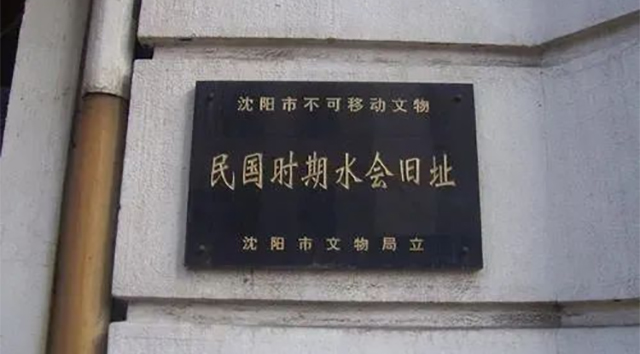 沈阳市不可移动文物
民国时期水会旧址
沈阳市文物局立